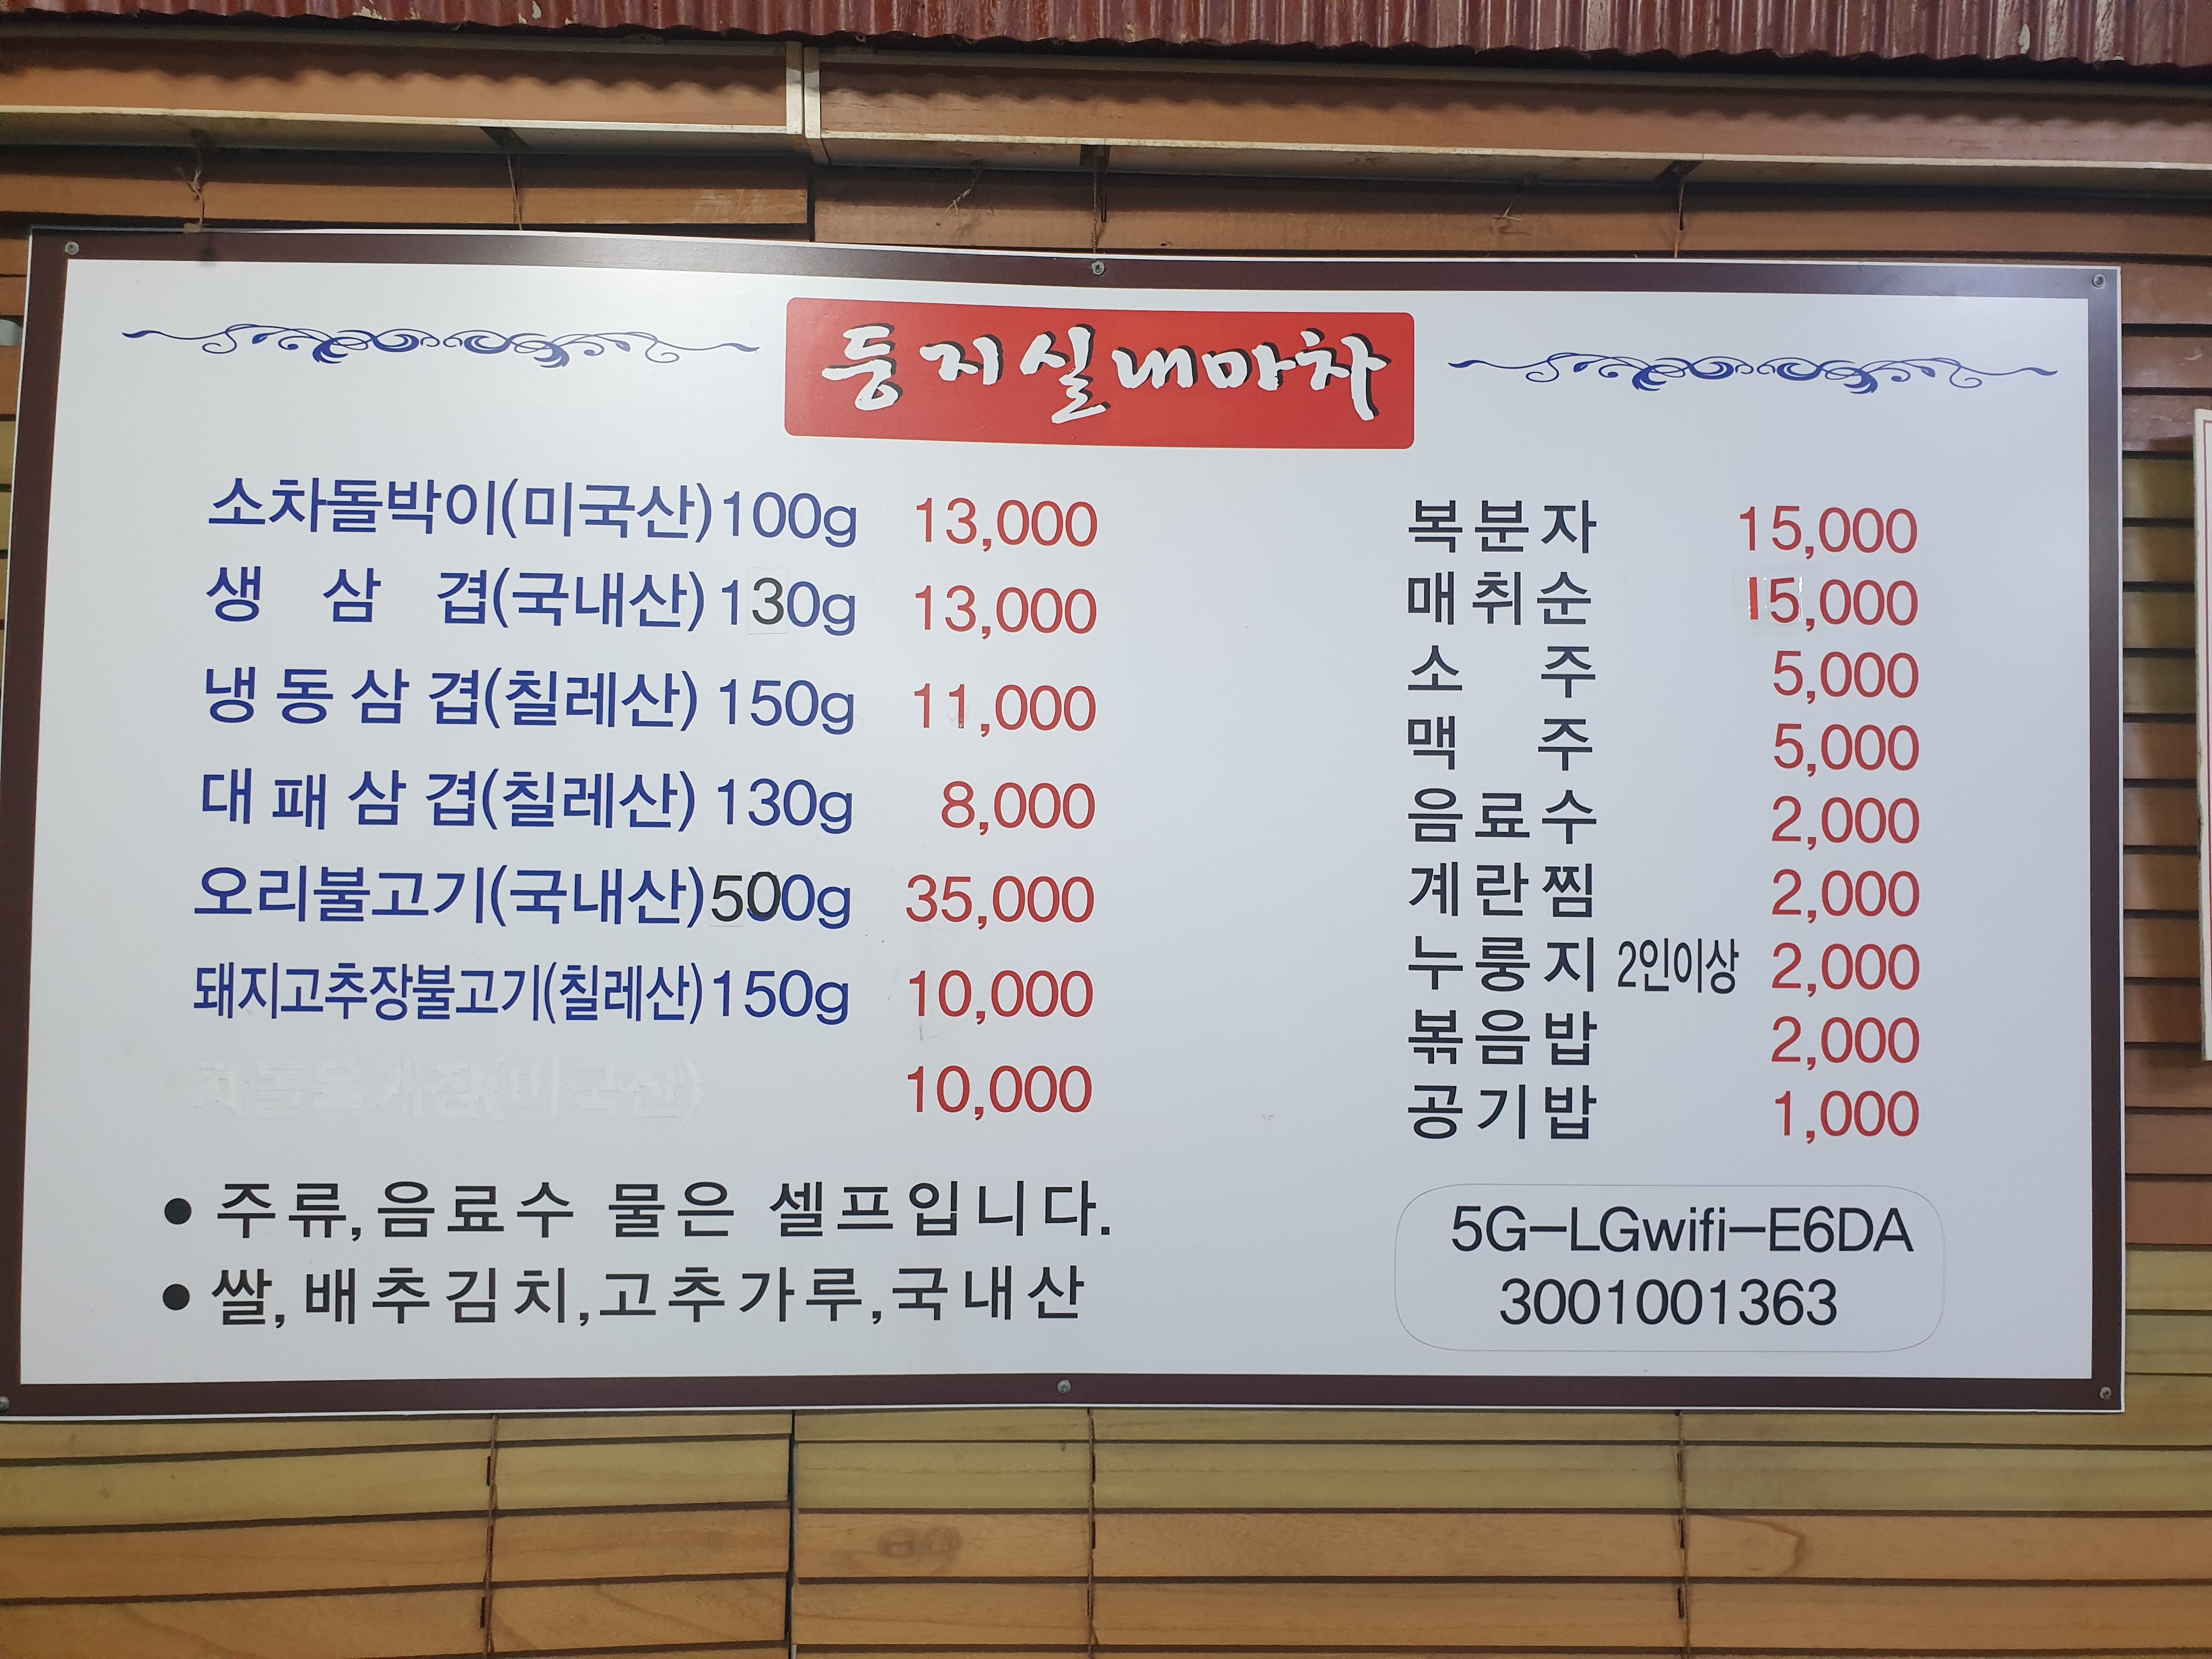 둥지실내마차
소차돌박이(미국산)100g 13,000
생 삼 겹(국내산) 130g 13,000
냉동삼겹(칠레산) 150g 11,000
대패삼겹(칠레산) 130g 8,000
오리불고기(국내산)500g 35,000
돼지고추장불고기(칠레산)150g 10,000
10,000
복분자 15,000
매취순 15,000
소 주 5,000
맥 주 5,000
음료수 2,000
계란찜 2,000
누룽지 2인이상 2,000
볶음밥 2,000
공기밥 1,000
● 주류,음료수 물은 셀프입니다.
● 쌀,배추김치,고추가루,국내산
5G-LGwifi-E6DA
3001001363